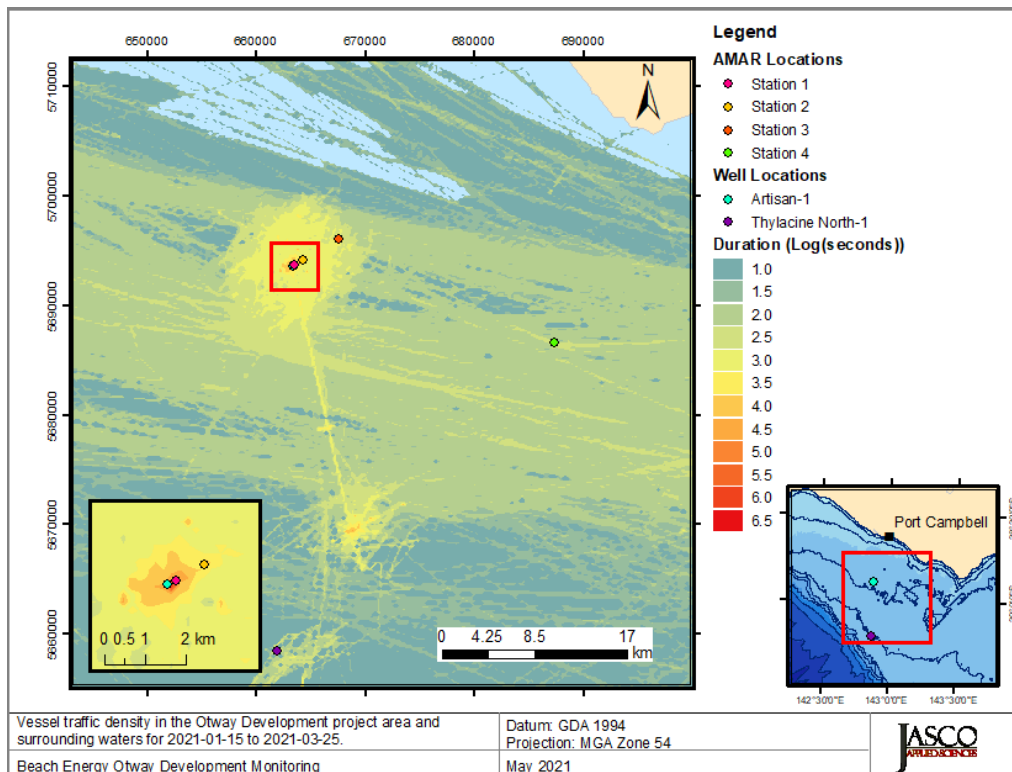 650000 660000 670000 680000 690000
5710000
5700000
5690000
5680000
5670000
5660000
N
0 0.5 1 2 km
0 4.25 8.5 17
km
Legend
AMAR Locations
Station 1
Station 2
Station 3
Station 4
Well Locations
Artisan-1
Thylacine North-1
Duration (Log(seconds))
1.0
1.5
2.0
2.5
3.0
3.5
4.0
4.5
5.0
5.5
6.0
6.5
Port Campbell
142°30'0"E 143°0'0"E 143°30'0"E
Vessel traffic density in the Otway Development project area and
surrounding waters for 2021-01-15 to 2021-03-25.
Beach Energy Otway Development Monitoring
Datum: GDA 1994
Projection: MGA Zone 54
May 2021
JASCO
APPLIED SCIENCES